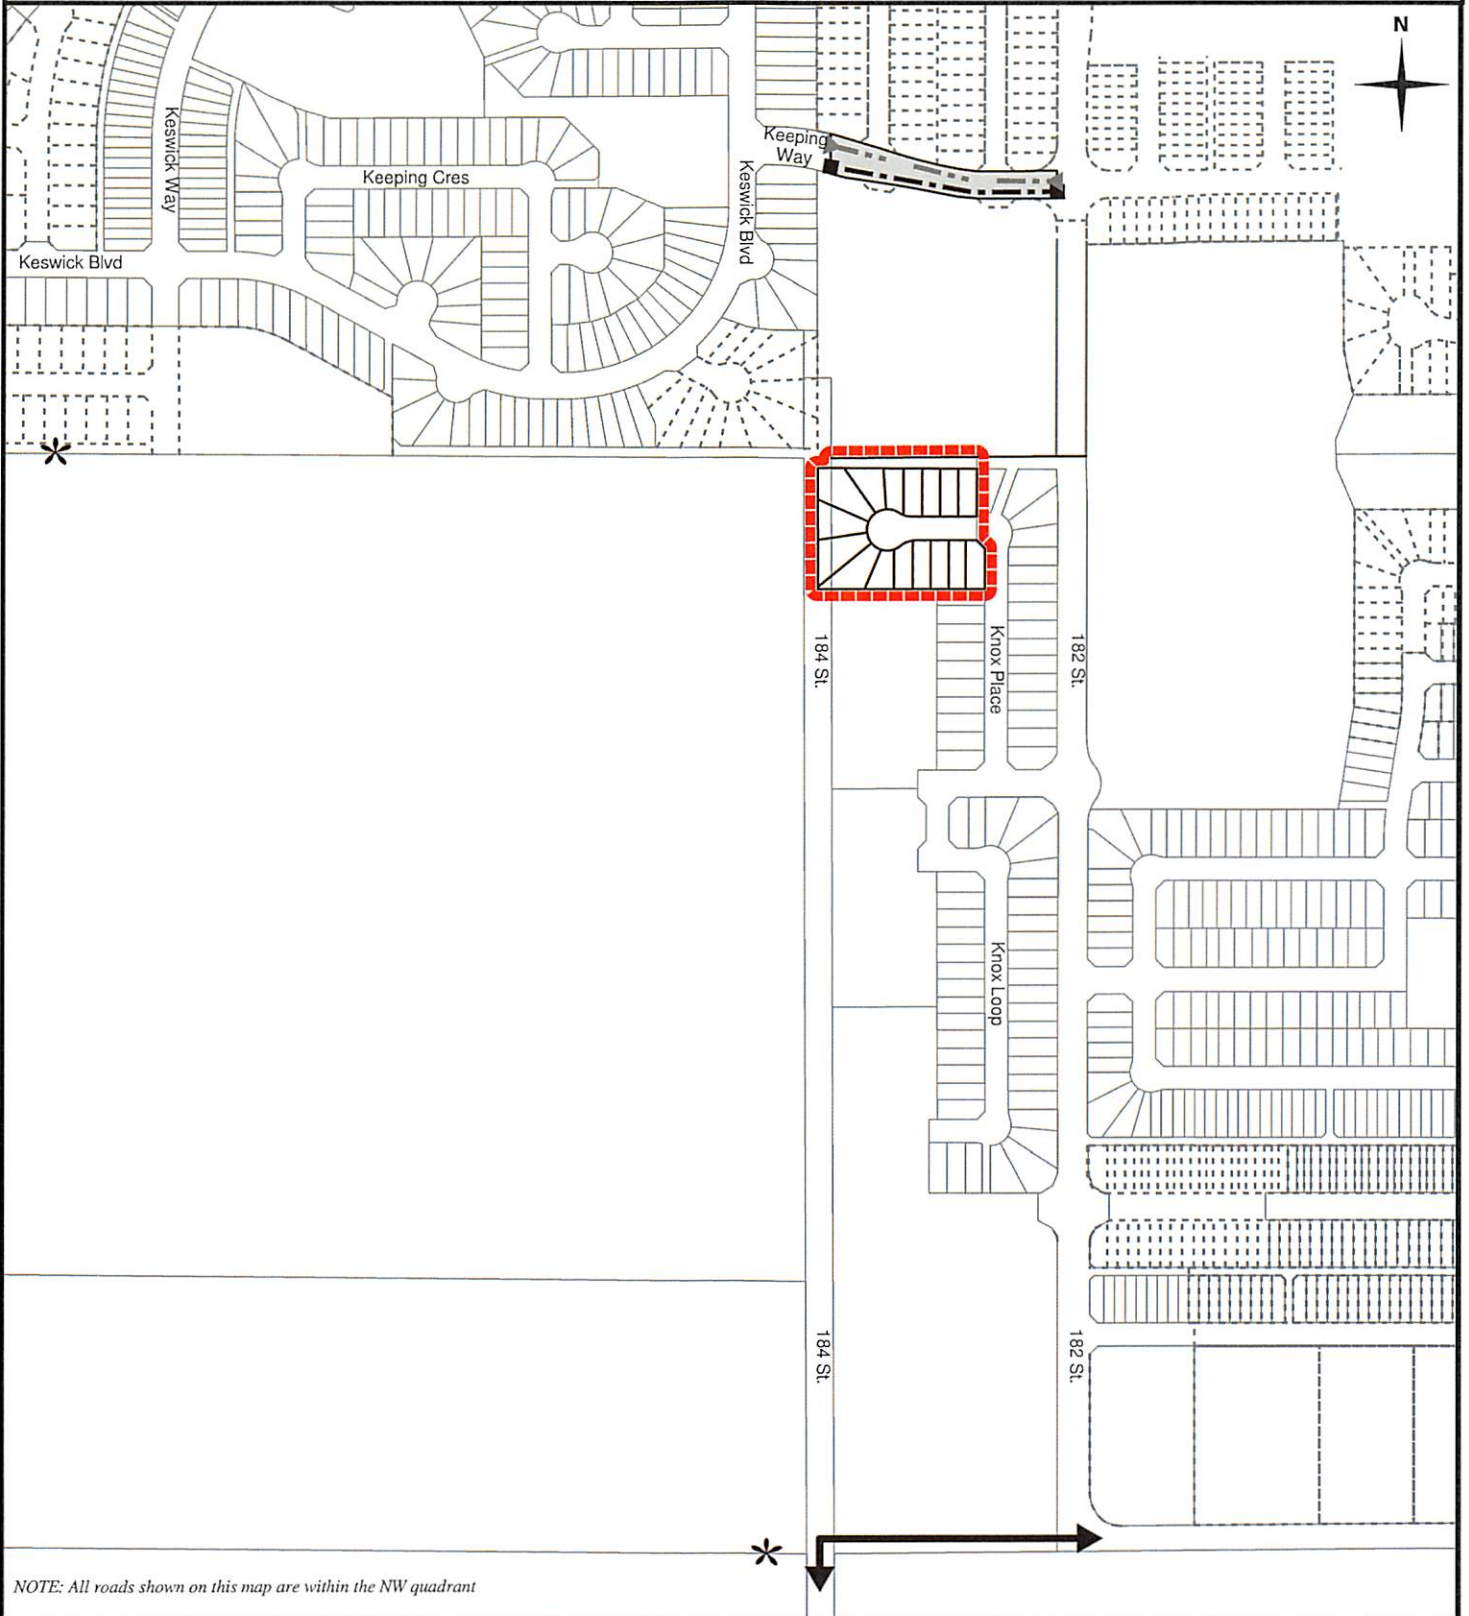 N
Keeping
Way
Keswick Way
Keswick Blvd
Keeping Cres
Keswick Blvd
184 St.
Knox Place
182 St.
Knox Loop
184 St.
182 St.
NOTE: All roads shown on this map are within the NW quadrant